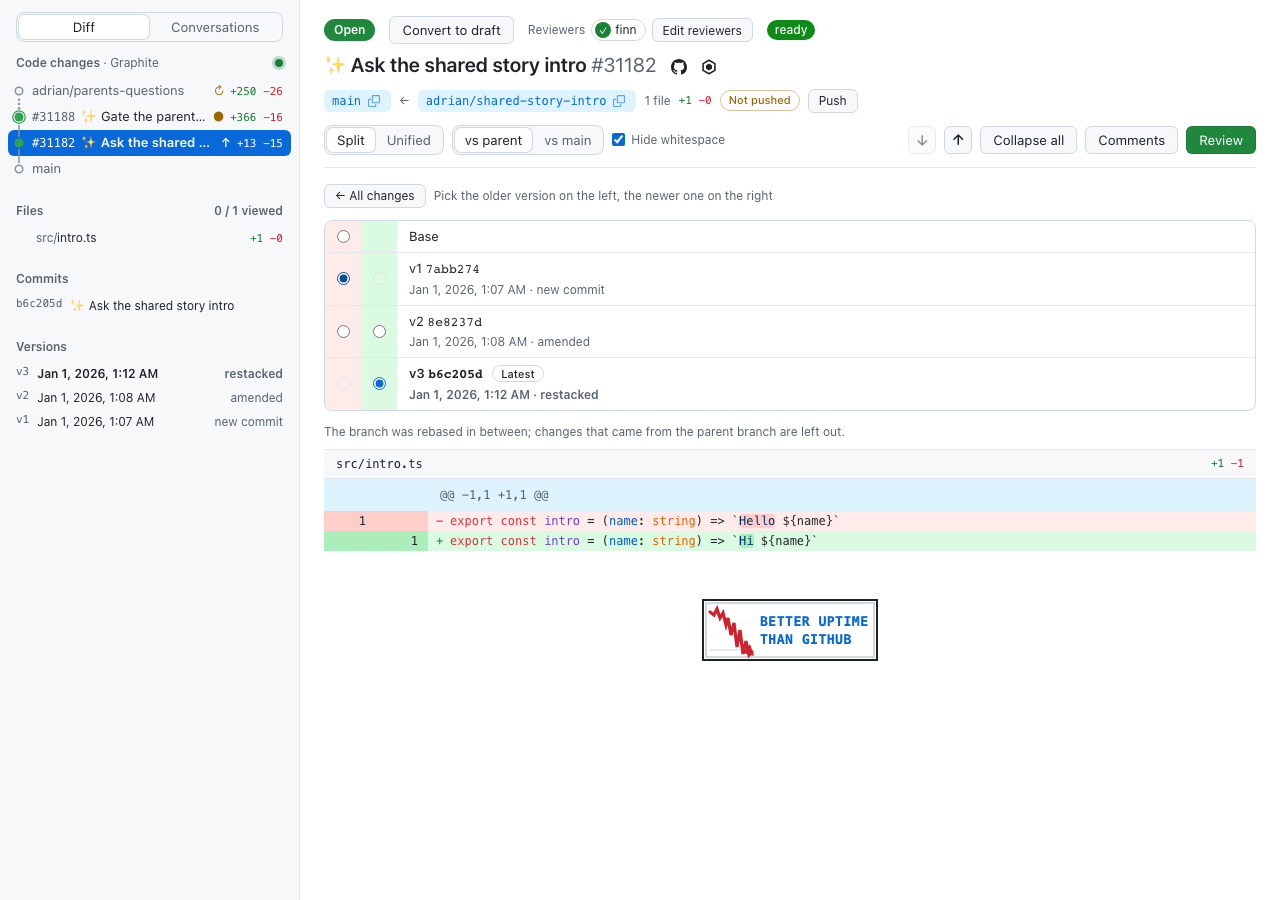 Diff
Conversations
Code changes · Graphite
adrian/parents-questions +250 −26
#31188 ✨ Gate the parent... +366 −16
#31182 ✨ Ask the shared ... ↑ +13 −15
main
Files 0 / 1 viewed
src/intro.ts +1 −0
Commits
b6c205d ✨ Ask the shared story intro
Versions
v3 Jan 1, 2026, 1:12 AM restacked
v2 Jan 1, 2026, 1:08 AM amended
v1 Jan 1, 2026, 1:07 AM new commit
Open Convert to draft Reviewers finn Edit reviewers ready
✨ Ask the shared story intro #31182
main ← adrian/shared-story-intro 1 file +1 −0 Not pushed Push
Split Unified vs parent vs main Hide whitespace ↓ ↑ Collapse all Comments Review
← All changes Pick the older version on the left, the newer one on the right
Base
v1 7abb274
Jan 1, 2026, 1:07 AM · new commit
v2 8e8237d
Jan 1, 2026, 1:08 AM · amended
v3 b6c205d Latest
Jan 1, 2026, 1:12 AM · restacked
The branch was rebased in between; changes that came from the parent branch are left out.
src/intro.ts +1 −1
@@ −1,1 +1,1 @@
1 − export const intro = (name: string) => `Hello ${name}`
1 + export const intro = (name: string) => `Hi ${name}`
BETTER UPTIME
THAN GITHUB